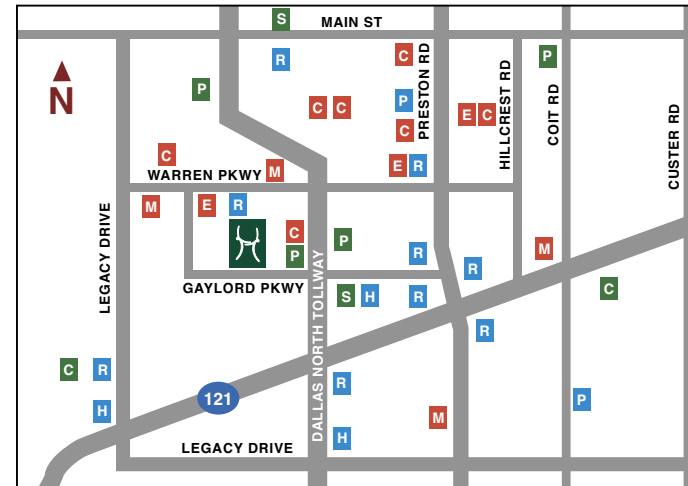 S
MAIN ST
C
R
P
P
P
C C
E C
C
PRESTON RD
HILLCREST RD
COIT RD
CUSTER RD
N
C
E R
M
WARREN PKWY
M
E
R
C
P
P
M
R
R
LEGACY DRIVE
GAYLORD PKWY
S H
R
C
DALLAS NORTH TOLLWAY
R
C R
R
121
P
H
M
H
LEGACY DRIVE